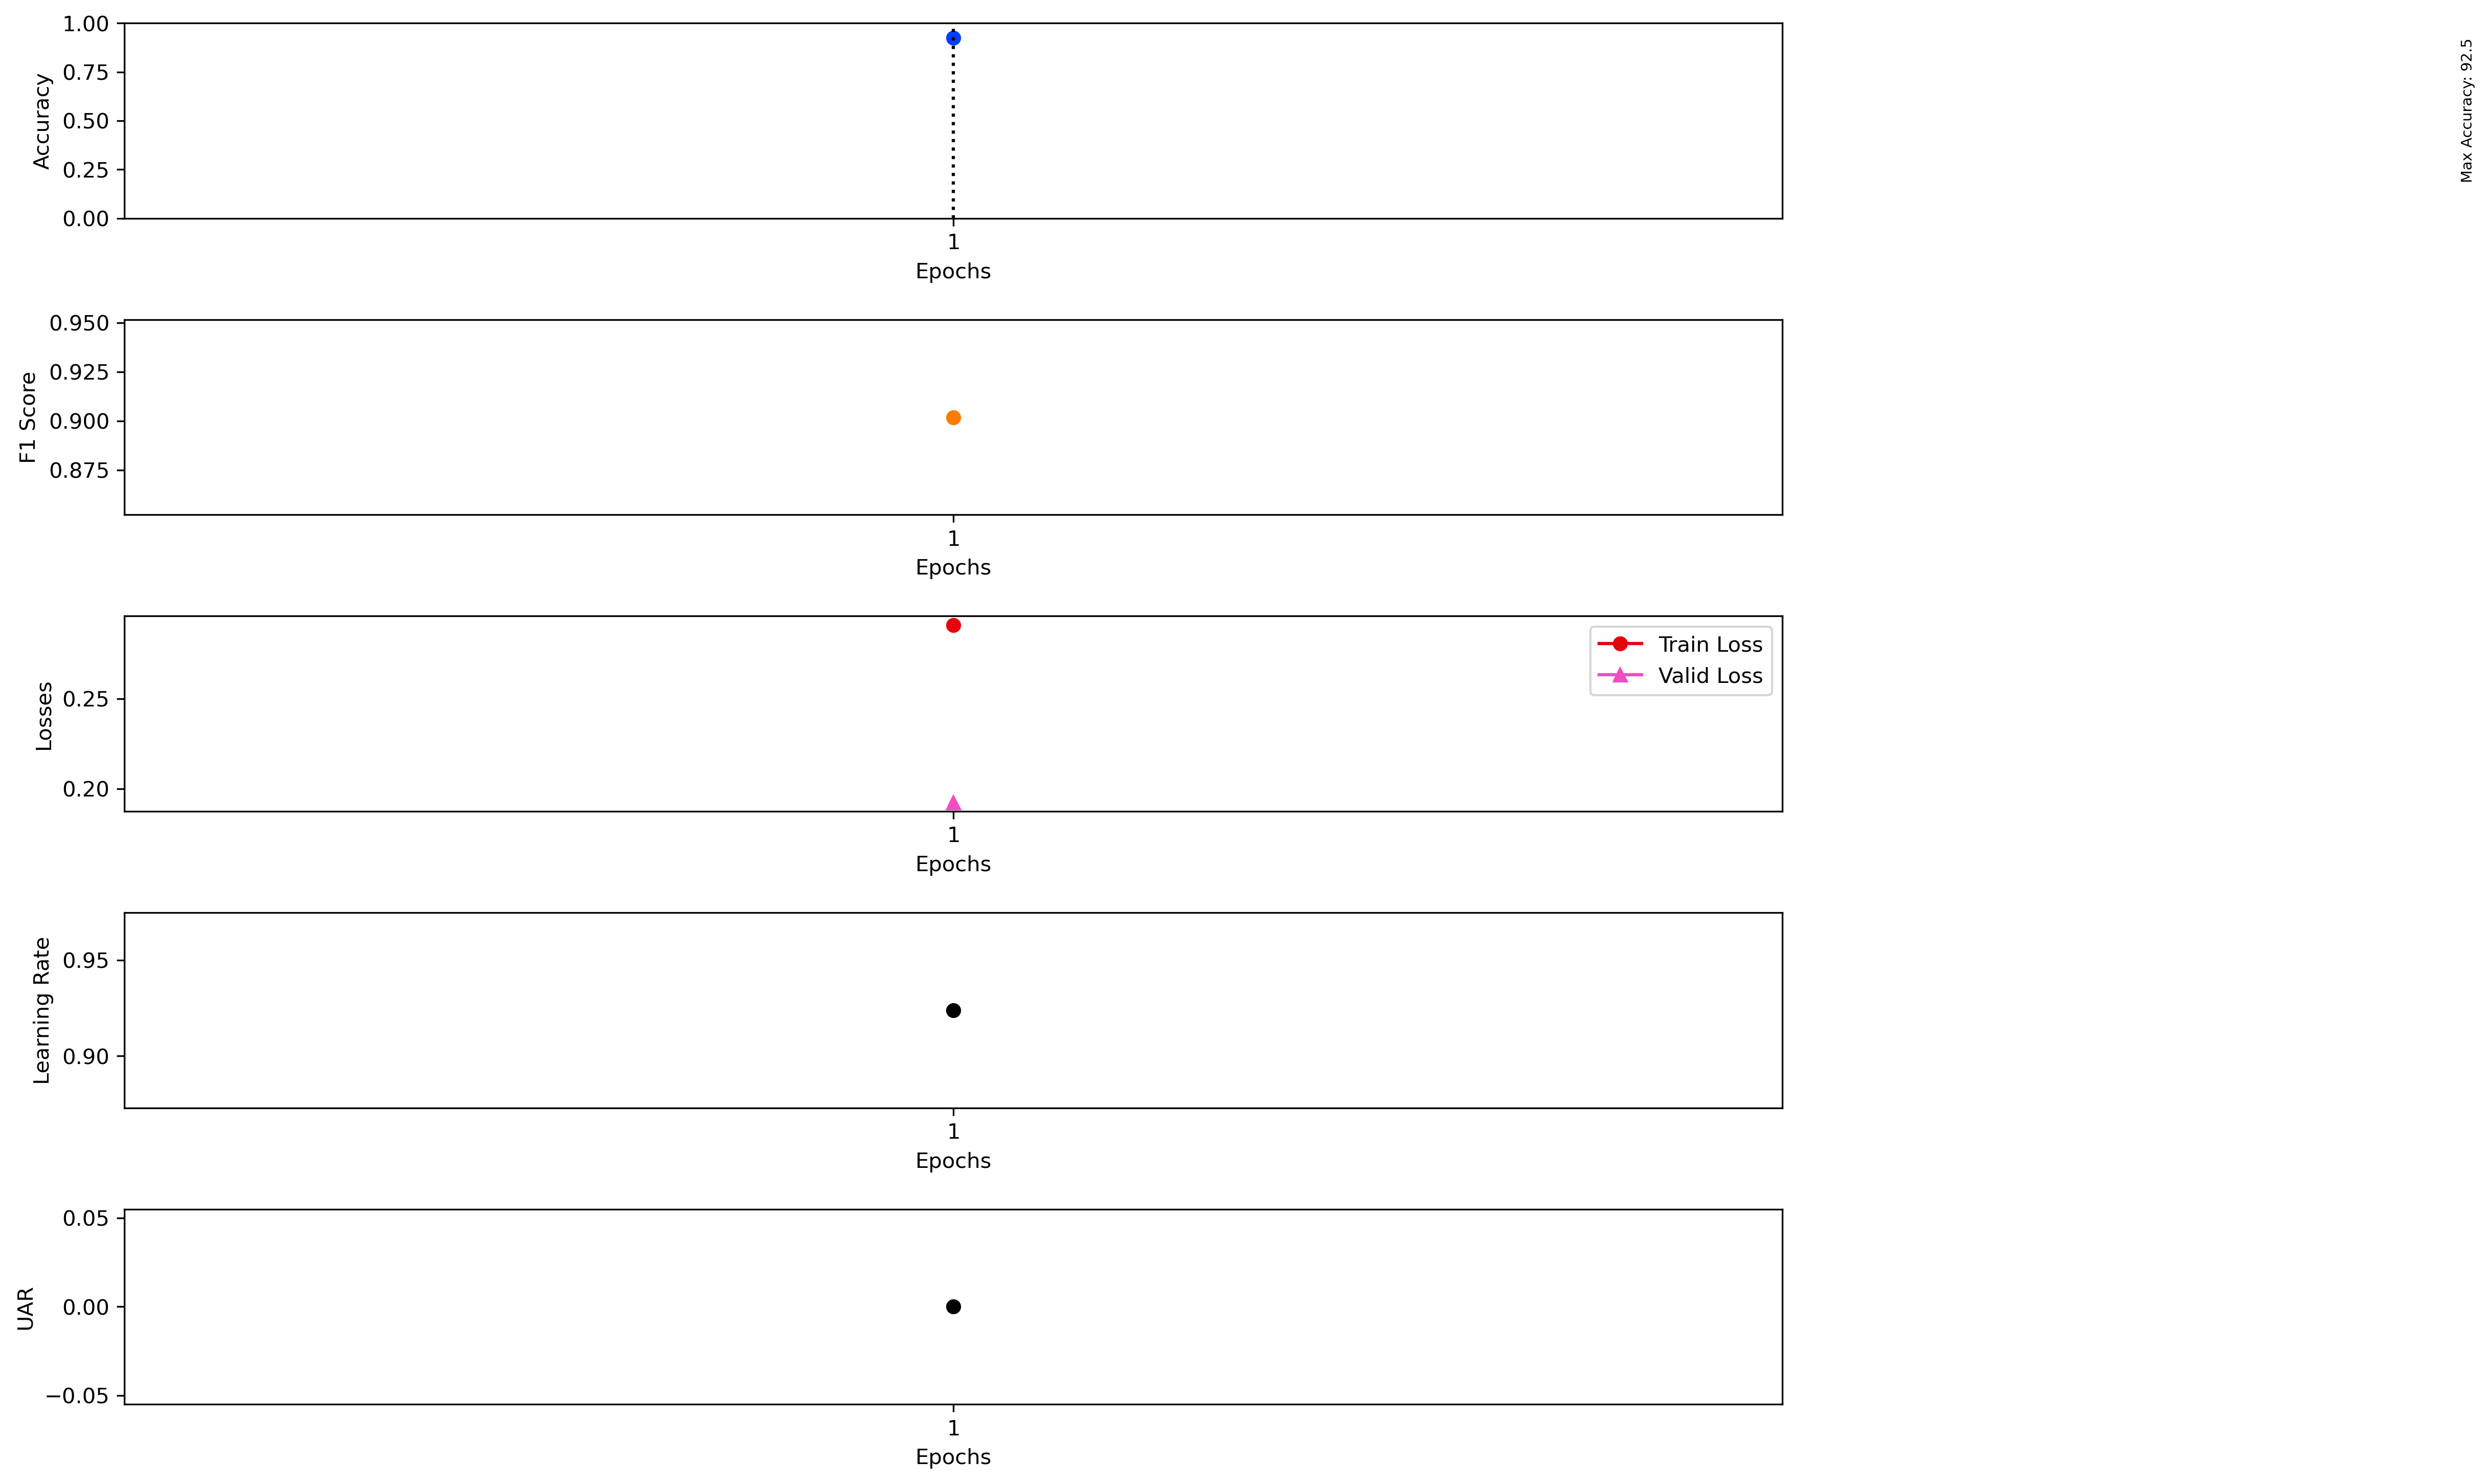 1.00
0.75
0.50
0.25
0.00
Accuracy
1
Epochs
Max Accuracy: 92.5
0.950
0.925
0.900
0.875
F1 Score
1
Epochs
0.25
0.20
Losses
Train Loss
Valid Loss
1
Epochs
0.95
0.90
Learning Rate
1
Epochs
0.05
0.00
−0.05
UAR
1
Epochs